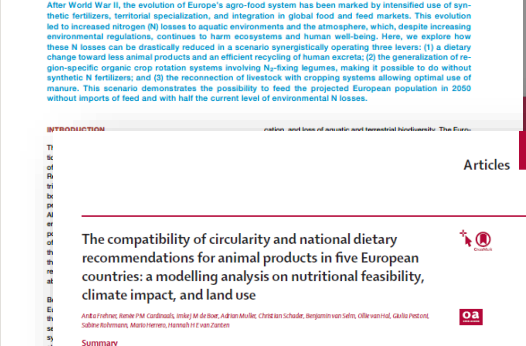 After World War II, the evolution of Europe's agro-food system has been marked by intensified use of syn-
thetic fertilizers, territorial specialization, and integration in global food and feed markets. This evolution
led to increased nitrogen (N) losses to aquatic environments and the atmosphere, which, despite increasing
environmental regulations, continues to harm ecosystems and human well-being. Here, we explore how
these N losses can be drastically reduced in a scenario synergistically operating three levers: (1) a dietary
change toward less animal products and an efficient recycling of human excreta; (2) the generalization of re-
gion-specific organic crop rotation systems involving N₂-fixing legumes, making it possible to do without
synthetic N fertilizers; and (3) the reconnection of livestock with cropping systems allowing optimal use of
manure. This scenario demonstrates the possibility to feed the projected European population in 2050
without imports of feed and with half the current level of environmental N losses.
INTRODUCTION
cation, and loss of aquatic and terrestrial biodiversity. The Euro-
Articles
The compatibility of circularity and national dietary
recommendations for animal products in five European
countries: a modelling analysis on nutritional feasibility,
climate impact, and land use
Anita Frehner, Renée PM Cardinaals, Imke J M de Boer, Adrian Muller, Christian Schader, Benjamin van Selm, Ollie van Hal, Giulia Pestoni,
Sabine Rohrmann, Mario Herrero, Hannah H E van Zanten
Summary
oa